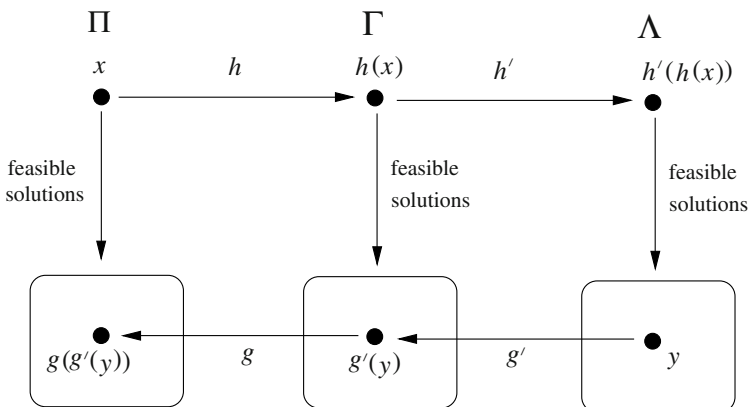 Π Γ Λ
x h h(x) h′ h′(h(x))
feasible
solutions
feasible
solutions
feasible
solutions
g(g′(y)) g g′(y) g′ y